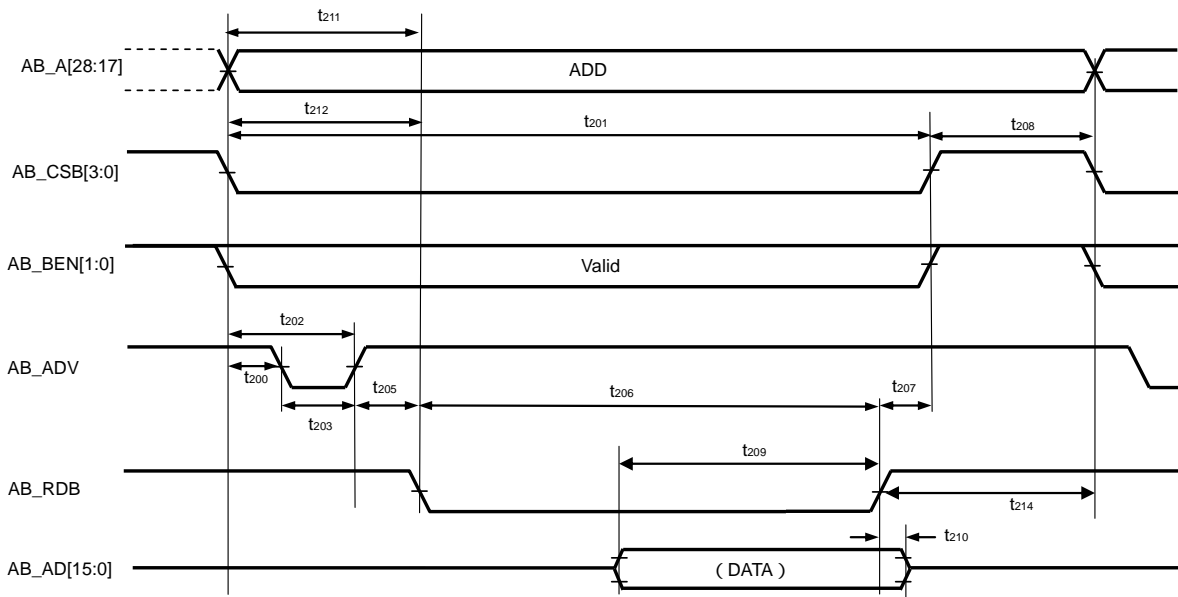 t211
AB_A[28:17]
ADD
t212
t201
t208
AB_CSB[3:0]
AB_BEN[1:0]
Valid
t202
AB_ADV
t200
t205
t206
t207
t203
t209
AB_RDB
t214
t210
AB_AD[15:0]
( DATA )